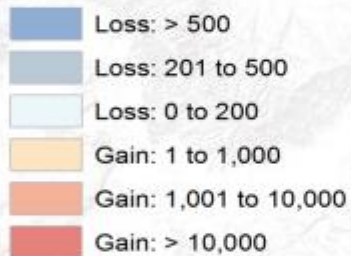 Loss: > 500
Loss: 201 to 500
Loss: 0 to 200
Gain: 1 to 1,000
Gain: 1,001 to 10,000
Gain: > 10,000